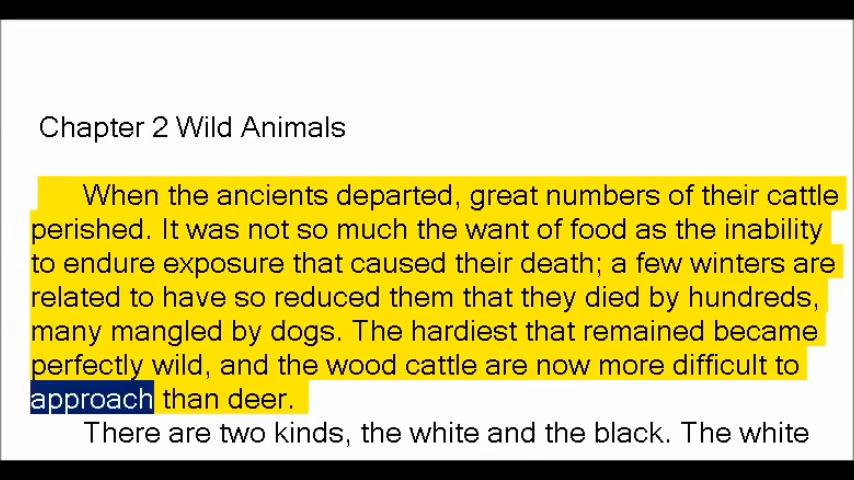 Chapter 2 Wild Animals
When the ancients departed, great numbers of their cattle
perished. It was not so much the want of food as the inability
to endure exposure that caused their death; a few winters are
related to have so reduced them that they died by hundreds,
many mangled by dogs. The hardiest that remained became
perfectly wild, and the wood cattle are now more difficult to
approach than deer.
There are two kinds, the white and the black. The white